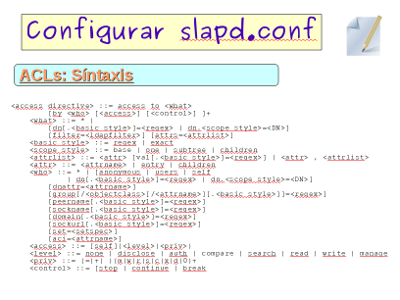 Configurar slapd.conf
ACLs: Síntaxis
<access directive> ::= access to <what>
[by <who> [<access>] [<control>] ]+
<what> ::= * |
[dn[.<basic style>]=<regex> | dn.<scope style>=<DN>]
[filter=<ldapfilter>] [attrs=<attrlist>]
<basic style> ::= regex | exact
<scope style> ::= base | one | subtree | children
<attrlist> ::= <attr> [val[.<basic style>]=<regex>] | <attr> , <attrlist>
<attr> ::= <attrname> | entry | children
<who> ::= * | [anonymous | users | self
| dn[.<basic style>]=<regex> | dn.<scope style>=<DN>]
[dnattr=<attrname>]
[group[/<objectclass>[/<attrname>][.<basic style>]]=<regex>]
[peername[.<basic style>]=<regex>]
[sockname[.<basic style>]=<regex>]
[domain[.<basic style>]=<regex>]
[sockurl[.<basic style>]=<regex>]
[set=<setspec>]
[aci=<attrname>]
<access> ::= [self]{<level>|<priv>}
<level> ::= none | disclose | auth | compare | search | read | write | manage
<priv> ::= {=|+|-}{m|w|r|s|c|x|d|0}+
<control> ::= [stop | continue | break